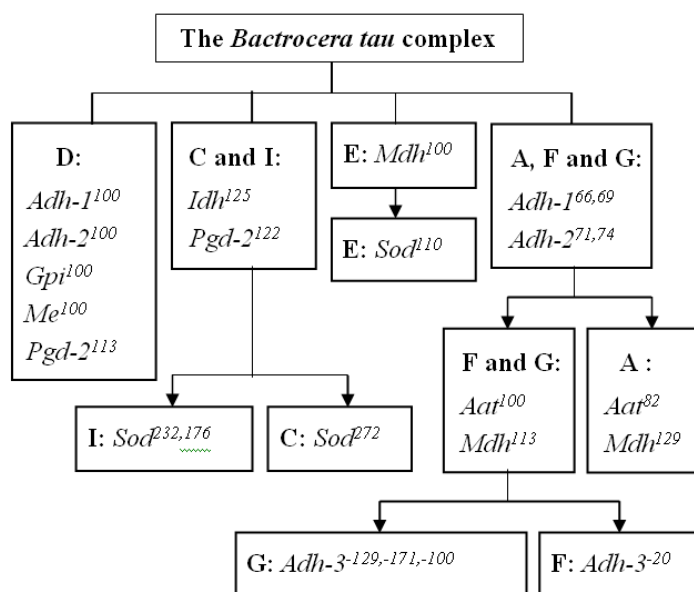 The Bactrocera tau complex
D:
Adh-1^100
Adh-2^100
Gpi^100
Me^100
Pgd-2^113
C and I:
Idh^125
Pgd-2^122
E: Mdh^100
E: Sod^110
A, F and G:
Adh-1^66,69
Adh-2^71,74
I: Sod^232,176
C: Sod^272
F and G:
Aat^100
Mdh^113
A :
Aat^82
Mdh^129
G: Adh-3^-129,-171,-100
F: Adh-3^-20